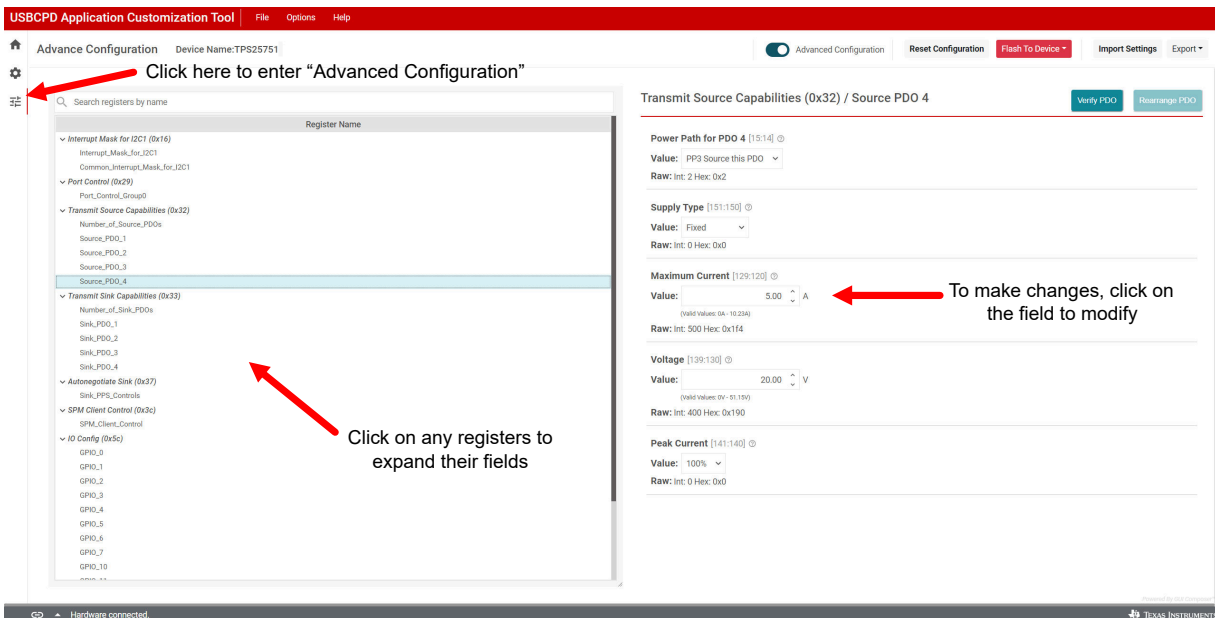 USBCPD Application Customization Tool File Options Help
Advance Configuration Device Name:TPS25751 Advanced Configuration Reset Configuration Flash To Device Import Settings Export
Click here to enter “Advanced Configuration”
Search registers by name
Register Name
Interrupt Mask for I2C1 (0x16)
Interrupt_Mask_for_I2C1
Common_Interrupt_Mask_for_I2C1
Port Control (0x29)
Port_Control_Group0
Transmit Source Capabilities (0x32)
Number_of_Source_PDOs
Source_PDO_1
Source_PDO_2
Source_PDO_3
Source_PDO_4
Transmit Sink Capabilities (0x33)
Number_of_Sink_PDOs
Sink_PDO_1
Sink_PDO_2
Sink_PDO_3
Sink_PDO_4
Autonegotiate Sink (0x37)
Sink_PPS_Controls
SPM Client Control (0x3c)
SPM_Client_Control
IO Config (0x5c)
GPIO_0
GPIO_1
GPIO_2
GPIO_3
GPIO_4
GPIO_5
GPIO_6
GPIO_7
GPIO_10
Click on any registers to
expand their fields
Transmit Source Capabilities (0x32) / Source PDO 4 Verify PDO Rearrange PDO
Power Path for PDO 4 [15:14]
Value: PP3 Source this PDO
Raw: Int: 2 Hex: 0x2
Supply Type [151:150]
Value: Fixed
Raw: Int: 0 Hex: 0x0
Maximum Current [129:120]
Value: 5.00 A
(Valid Values: 0A - 10.23A)
Raw: Int: 500 Hex: 0x1f4
To make changes, click on
the field to modify
Voltage [139:130]
Value: 20.00 V
(Valid Values: 0V - 51.15V)
Raw: Int: 400 Hex: 0x190
Peak Current [141:140]
Value: 100%
Raw: Int: 0 Hex: 0x0
Hardware connected. TEXAS INSTRUMENTS